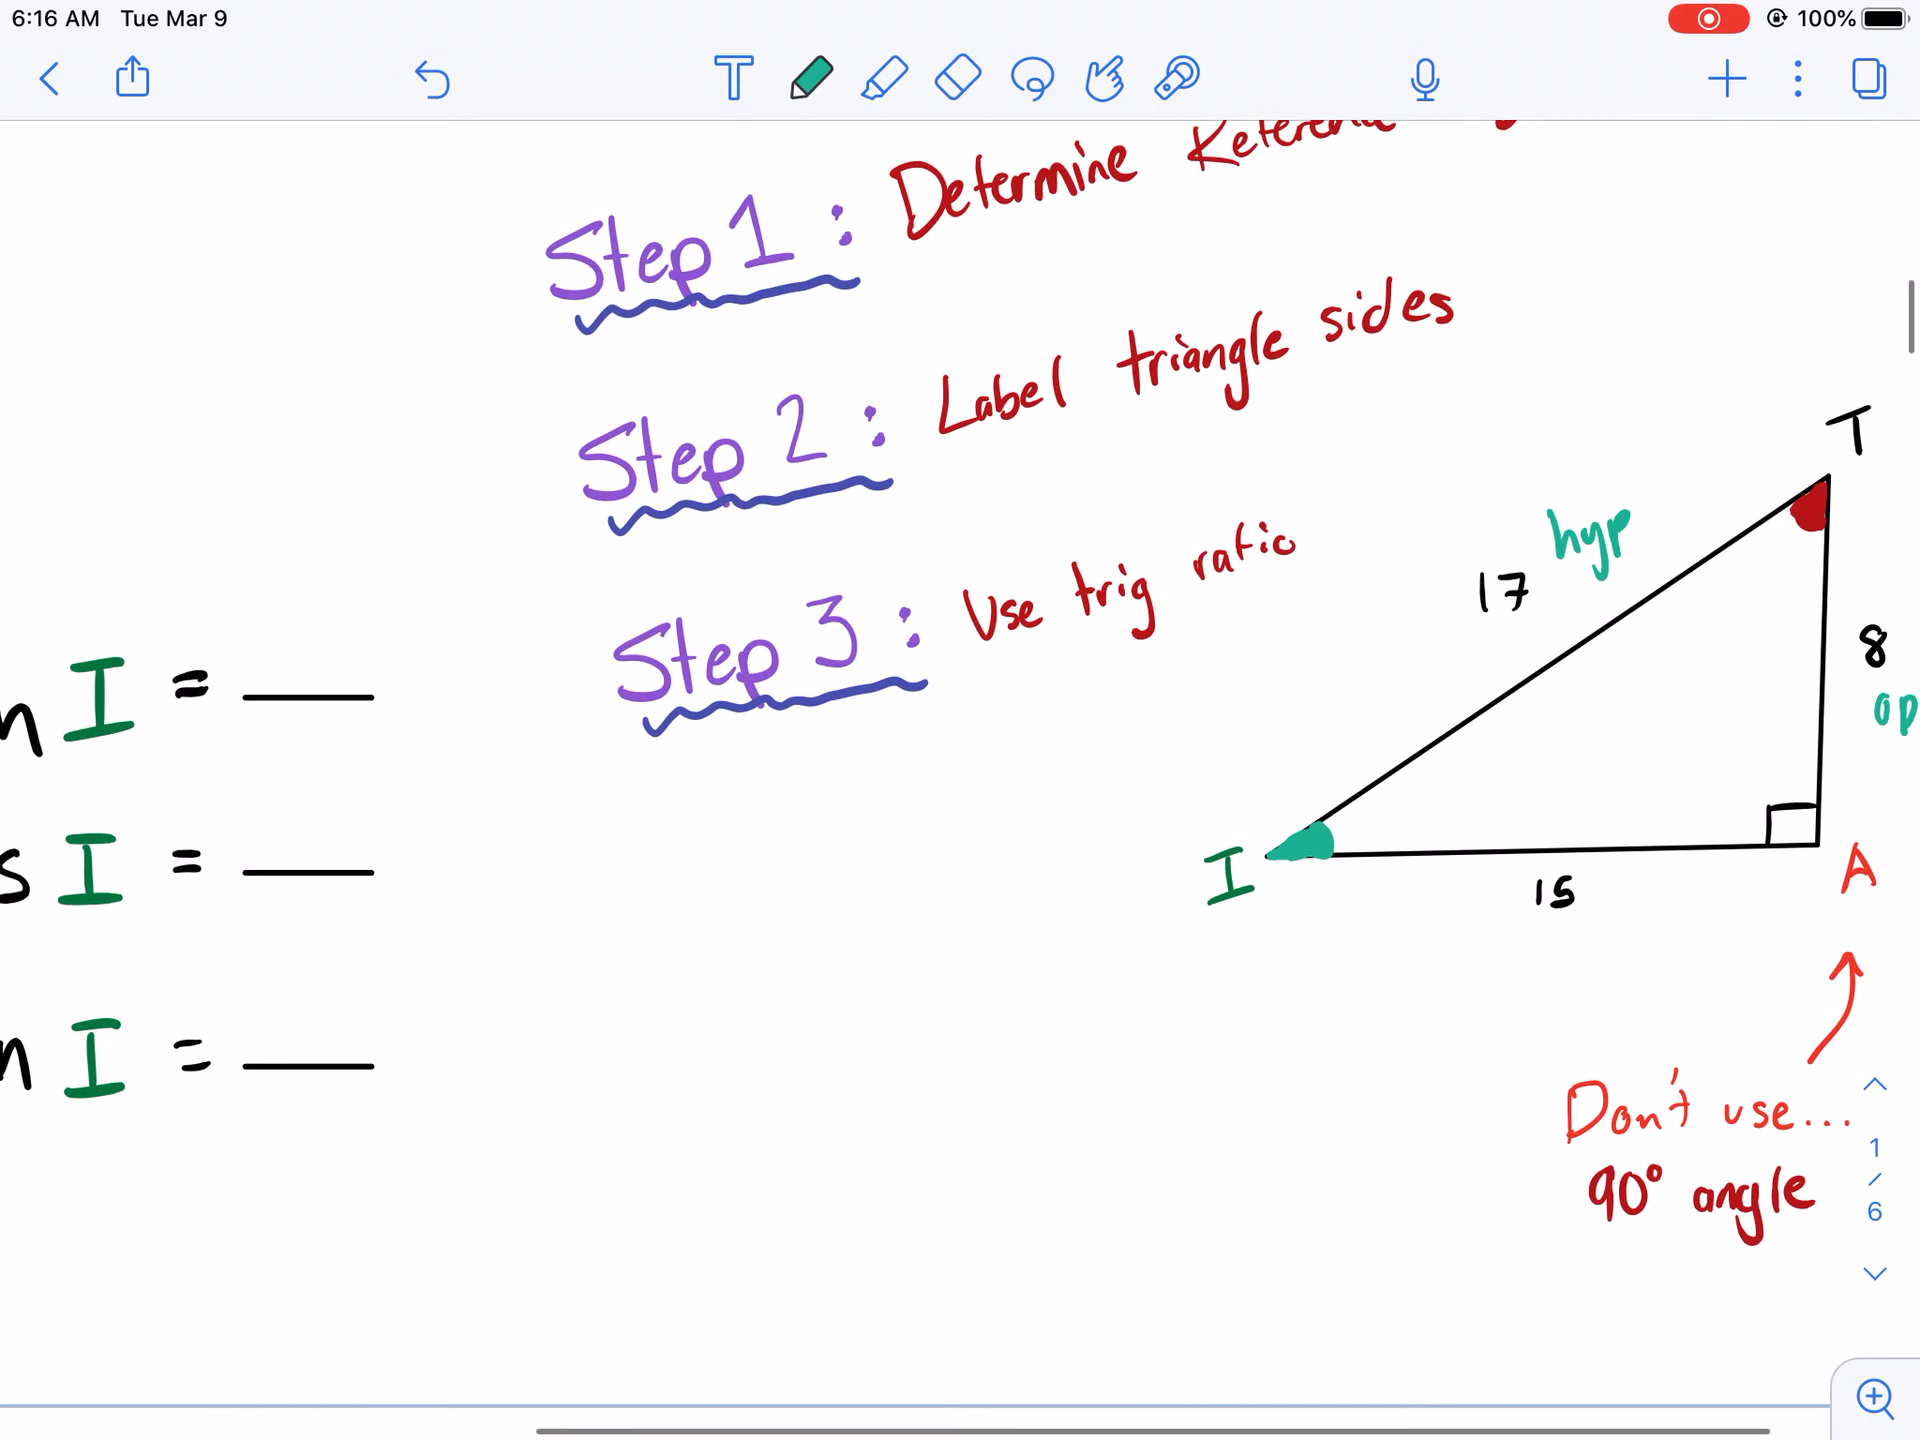 6:16 AM Tue Mar 9
100%
Step 1 : Determine
Step 2 : Label triangle sides
Step 3 : Use trig ratio
T
hyp
17
8
op
I
15
A
n I =
s I =
n I =
Don't use...
90° angle
1
/
6